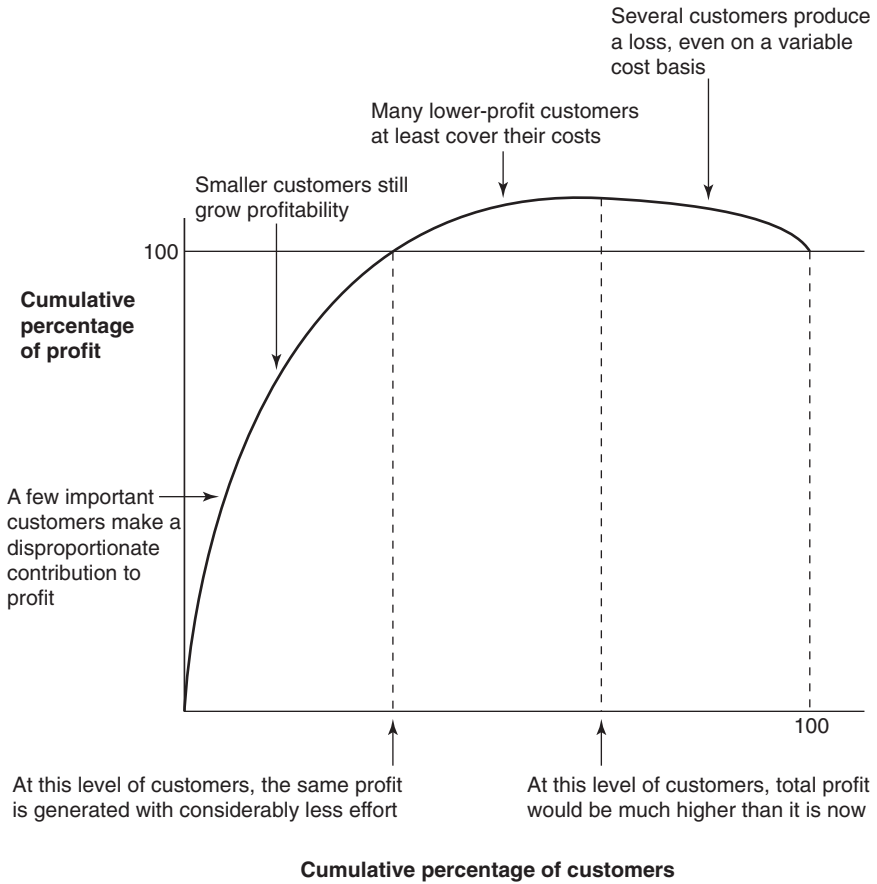 Several customers produce
a loss, even on a variable
cost basis
Many lower-profit customers
at least cover their costs
Smaller customers still
grow profitability
100
Cumulative
percentage
of profit
A few important
customers make a
disproportionate
contribution to
profit
100
At this level of customers, the same profit
is generated with considerably less effort
At this level of customers, total profit
would be much higher than it is now
Cumulative percentage of customers